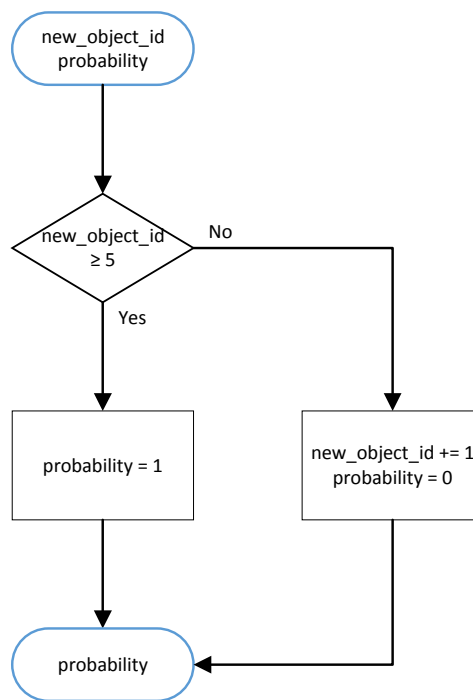 new_object_id
probability
new_object_id
≥ 5
No
Yes
probability = 1
new_object_id += 1
probability = 0
probability